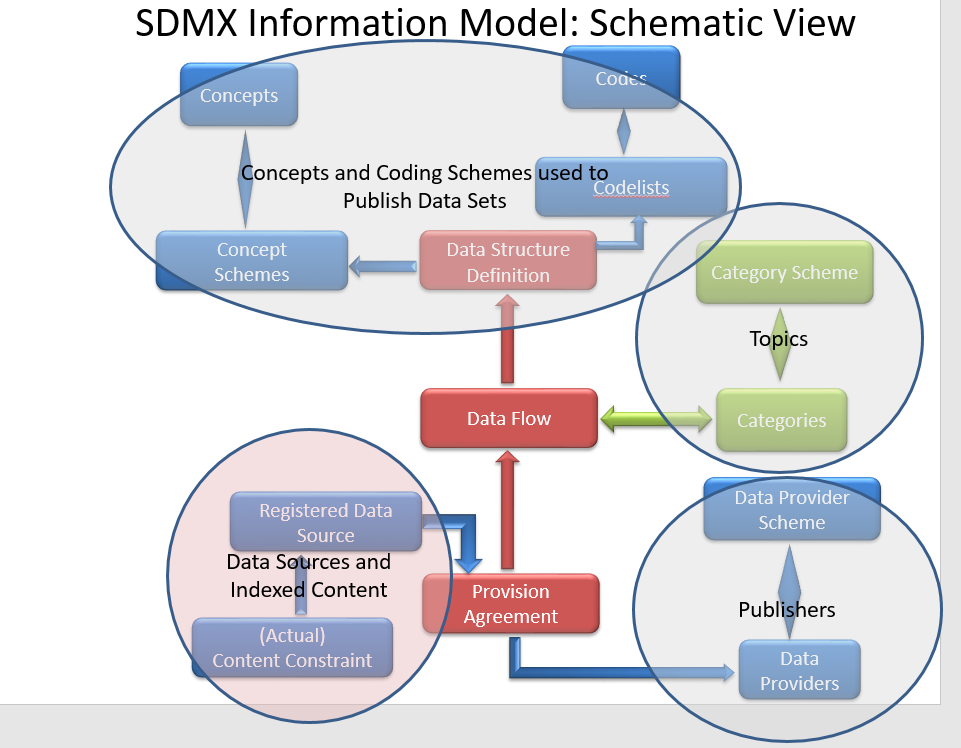 SDMX Information Model: Schematic View
Concepts
Codes
Concepts and Coding Schemes used to
Publish Data Sets
Codelists
Concept
Schemes
Data Structure
Definition
Category Scheme
Topics
Categories
Data Flow
Registered Data
Source
Data Sources and
Indexed Content
(Actual)
Content Constraint
Provision
Agreement
Data Provider
Scheme
Publishers
Data
Providers